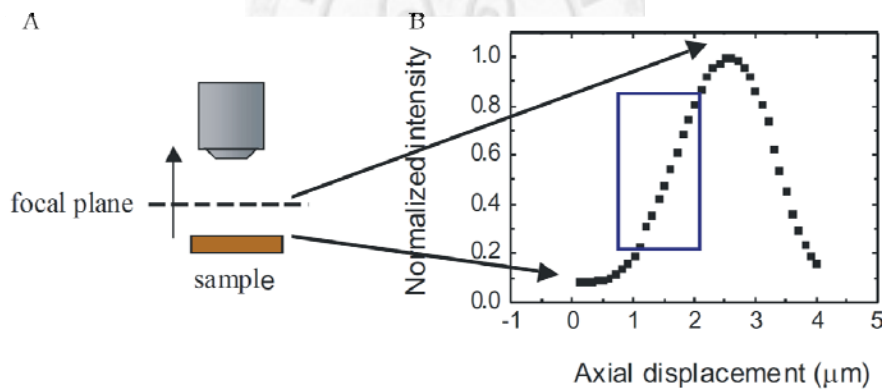 A
focal plane
sample
B
Normalized intensity
1.0
0.8
0.6
0.4
0.2
0.0
-1 0 1 2 3 4 5
Axial displacement (μm)